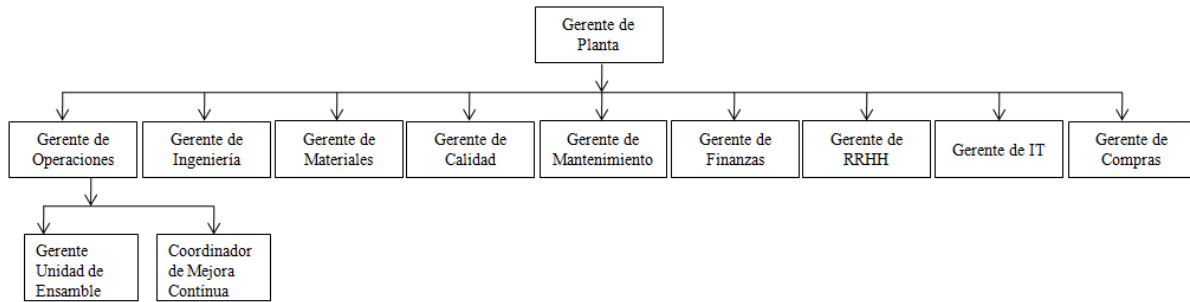 Gerente de
Planta
Gerente de
Operaciones
Gerente de
Ingeniería
Gerente de
Materiales
Gerente de
Calidad
Gerente de
Mantenimiento
Gerente de
Finanzas
Gerente de
RRHH
Gerente de IT
Gerente de
Compras
Gerente
Unidad de
Ensamble
Coordinador
de Mejora
Contínua